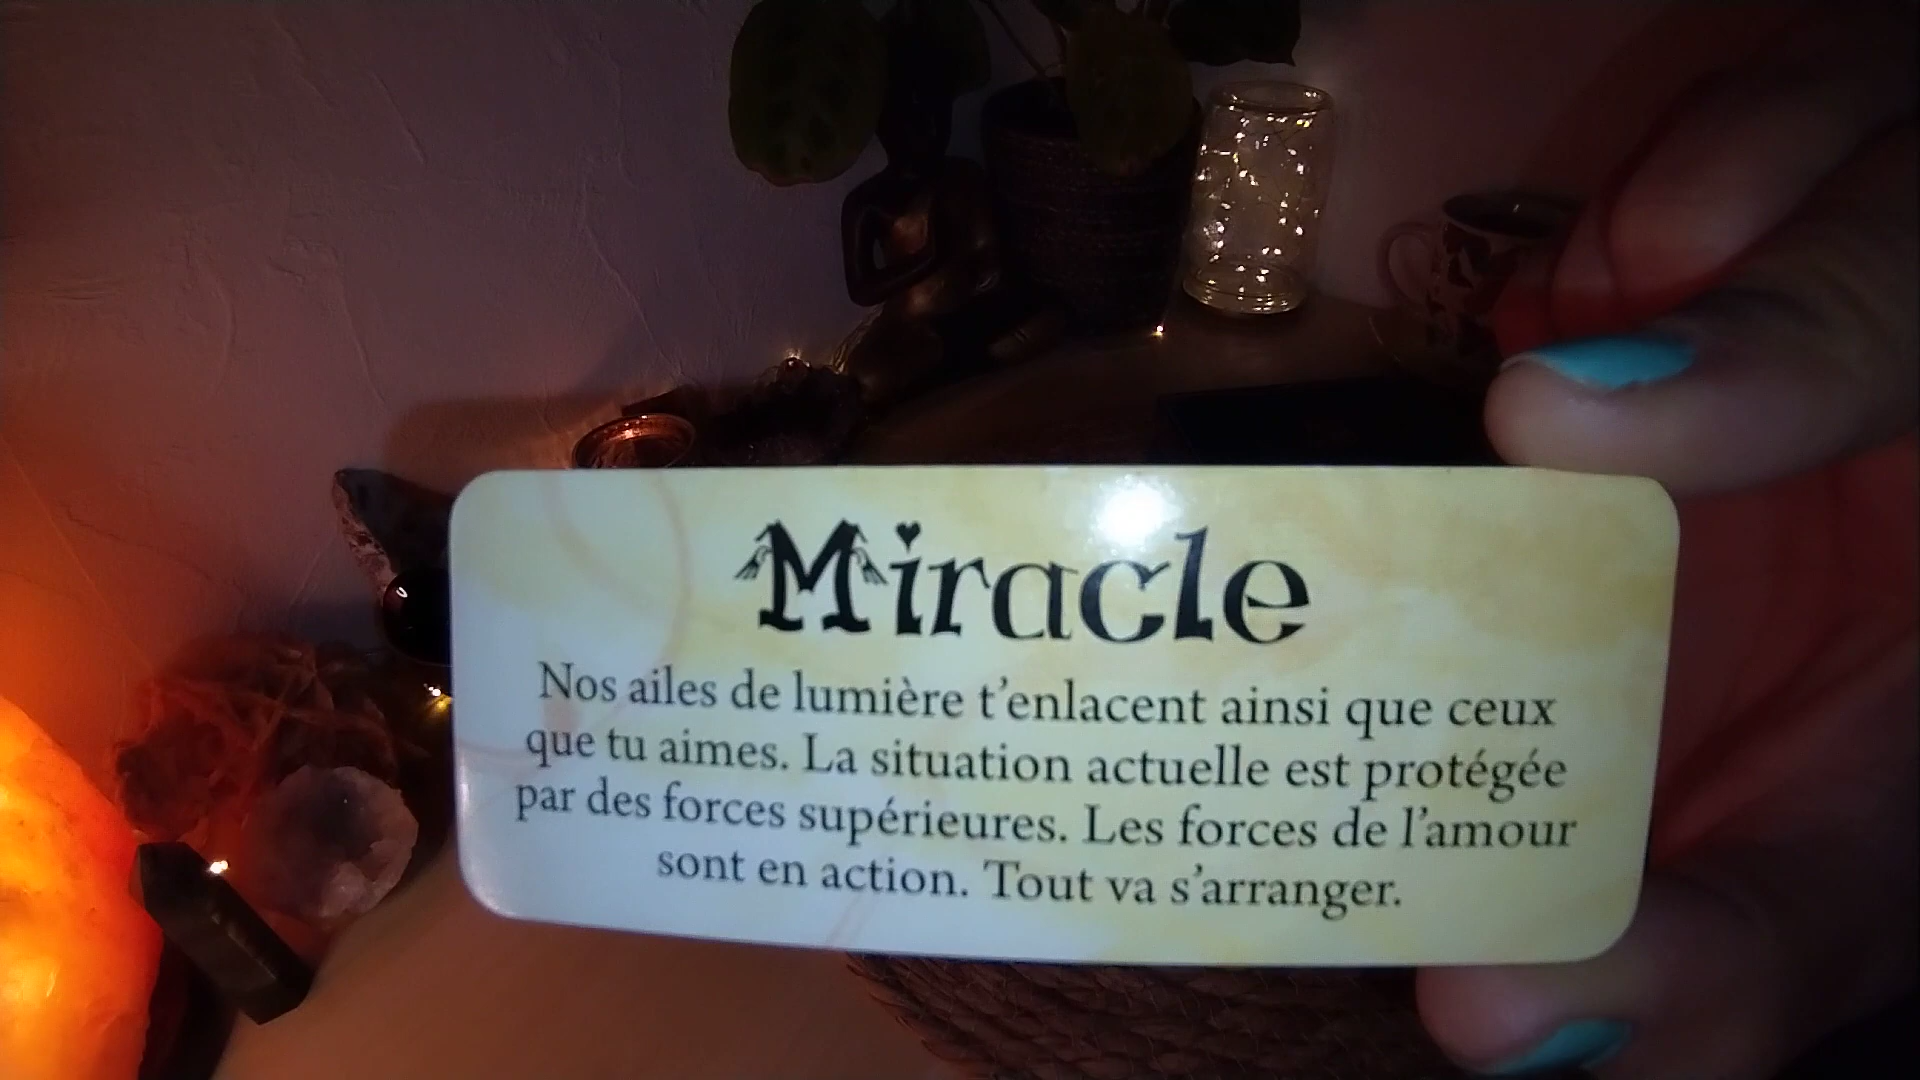 Miracle
Nos ailes de lumière t'enlacent ainsi que ceux
que tu aimes. La situation actuelle est protégée
par des forces supérieures. Les forces de l'amour
sont en action. Tout va s'arranger.